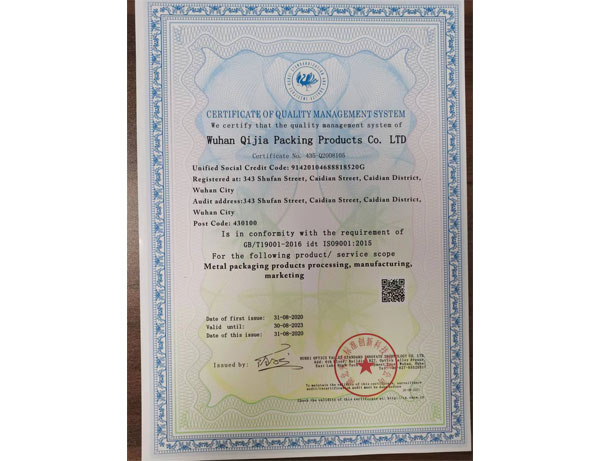 CERTIFICATE OF QUALITY MANAGEMENT SYSTEM
We certify that the quality management system of
Wuhan Qijia Packing Products Co. LTD
Certificate No. 495-Q2008105
Unified Social Credit Code: 91420104688818520G
Registered at: 343 Shufan Street, Caidian Street, Caidian District,
Wuhan City
Audit address:343 Shufan Street, Caidian Street, Caidian District,
Wuhan City
Post Code: 430100
Is in conformity with the requirement of
GB/T19001-2016 idt ISO9001:2015
For the following product/ service scope
Metal packaging products processing, manufacturing,
marketing
Date of first issue: 31-08-2020
Valid until: 30-08-2023
Date of this issue: 31-08-2020
Issued by: